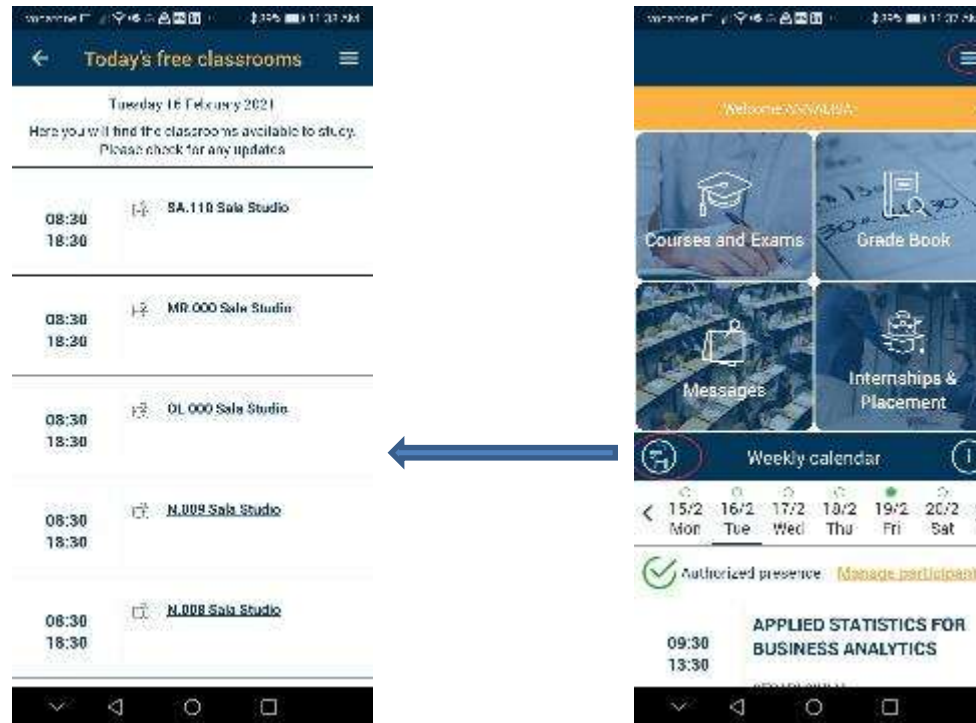 Today's free classrooms
Tuesday 16 February 2021
Here you will find the classrooms available to study.
Please check for any updates
08:30
18:30
SA.110 Sala Studio
08:30
18:30
MR.000 Sala Studio
08:30
18:30
OL.000 Sala Studio
08:30
18:30
N.009 Sala Studio
08:30
18:30
N.008 Sala Studio
11:37 AM
Welcome
Courses and Exams
Grade Book
Messages
Internships &
Placement
Weekly calendar
15/2 16/2 17/2 18/2 19/2 20/2
Mon Tue Wed Thu Fri Sat
Authorized presence Manage participant
09:30
13:30
APPLIED STATISTICS FOR
BUSINESS ANALYTICS